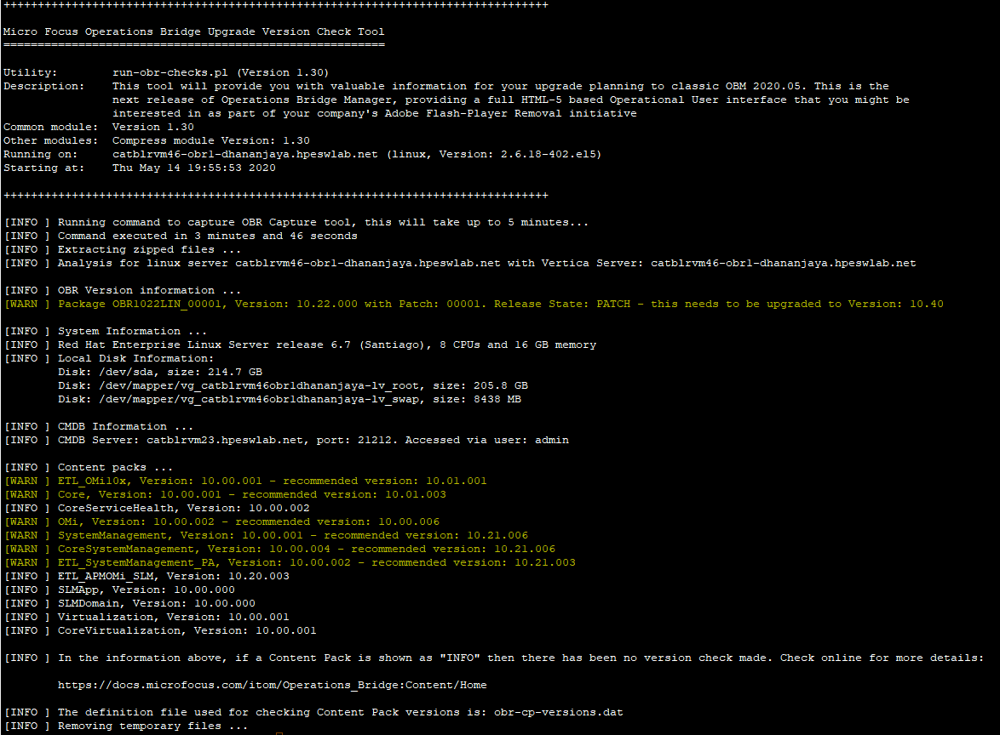 ++++++++++++++++++++++++++++++++++++++++++++++++++++++++++++++++++++++++++++++++
Micro Focus Operations Bridge Upgrade Version Check Tool
========================================================
Utility: run-obr-checks.pl (Version 1.30)
Description: This tool will provide you with valuable information for your upgrade planning to classic OBM 2020.05. This is the
next release of Operations Bridge Manager, providing a full HTML-5 based Operational User interface that you might be
interested in as part of your company's Adobe Flash-Player Removal initiative
Common module: Version 1.30
Other modules: Compress module Version: 1.30
Running on: catblrvm46-obr1-dhananjaya.hpeswlab.net (linux, Version: 2.6.18-402.el5)
Starting at: Thu May 14 19:55:53 2020
++++++++++++++++++++++++++++++++++++++++++++++++++++++++++++++++++++++++++++++++
[INFO ] Running command to capture OBR Capture tool, this will take up to 5 minutes...
[INFO ] Command executed in 3 minutes and 46 seconds
[INFO ] Extracting zipped files ...
[INFO ] Analysis for linux server catblrvm46-obr1-dhananjaya.hpeswlab.net with Vertica Server: catblrvm46-obr1-dhananjaya.hpeswlab.net
[INFO ] OBR Version information ...
[WARN ] Package OBR1022LIN_00001, Version: 10.22.000 with Patch: 00001. Release State: PATCH - this needs to be upgraded to Version: 10.40
[INFO ] System Information ...
[INFO ] Red Hat Enterprise Linux Server release 6.7 (Santiago), 8 CPUs and 16 GB memory
[INFO ] Local Disk Information:
Disk: /dev/sda, size: 214.7 GB
Disk: /dev/mapper/vg_catblrvm46obr1dhananjaya-lv_root, size: 205.8 GB
Disk: /dev/mapper/vg_catblrvm46obr1dhananjaya-lv_swap, size: 8438 MB
[INFO ] CMDB Information ...
[INFO ] CMDB Server: catblrvm23.hpeswlab.net, port: 21212. Accessed via user: admin
[INFO ] Content packs ...
[WARN ] ETL_OMi10x, Version: 10.00.001 - recommended version: 10.01.001
[WARN ] Core, Version: 10.00.001 - recommended version: 10.01.003
[INFO ] CoreServiceHealth, Version: 10.00.002
[WARN ] OMi, Version: 10.00.002 - recommended version: 10.00.006
[WARN ] SystemManagement, Version: 10.00.001 - recommended version: 10.21.006
[WARN ] CoreSystemManagement, Version: 10.00.004 - recommended version: 10.21.006
[WARN ] ETL_SystemManagement_PA, Version: 10.00.002 - recommended version: 10.21.003
[INFO ] ETL_APMOMi_SLM, Version: 10.20.003
[INFO ] SLMApp, Version: 10.00.000
[INFO ] SLMDomain, Version: 10.00.000
[INFO ] Virtualization, Version: 10.00.001
[INFO ] CoreVirtualization, Version: 10.00.001
[INFO ] In the information above, if a Content Pack is shown as "INFO" then there has been no version check made. Check online for more details:
https://docs.microfocus.com/itom/Operations_Bridge:Content/Home
[INFO ] The definition file used for checking Content Pack versions is: obr-cp-versions.dat
[INFO ] Removing temporary files ...